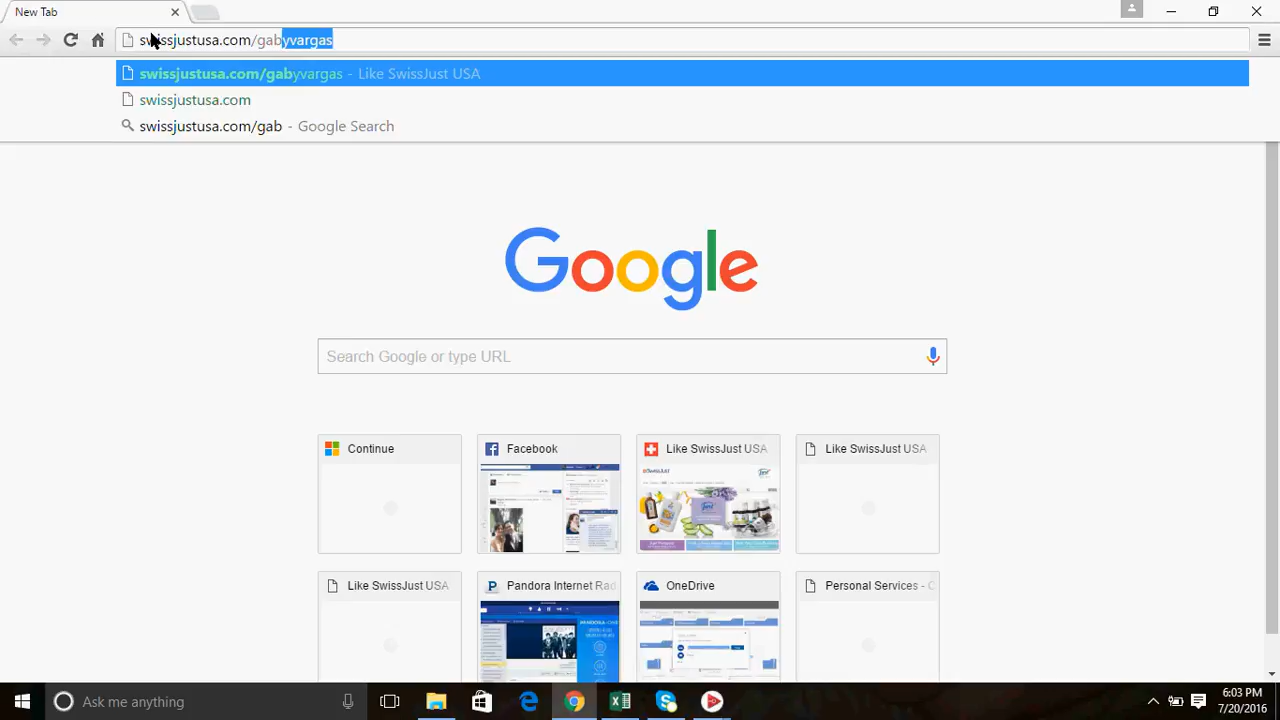 New Tab
swissjustusa.com/gabyvargas
swissjustusa.com/gabyvargas - Like SwissJust USA
swissjustusa.com
swissjustusa.com/gab - Google Search
Google
Search Google or type URL
Continue
Facebook
Like SwissJust USA
Like SwissJust USA
Like SwissJust USA
Pandora Internet Rad
OneDrive
Personal Services - C
Ask me anything
6:03 PM
7/20/2016